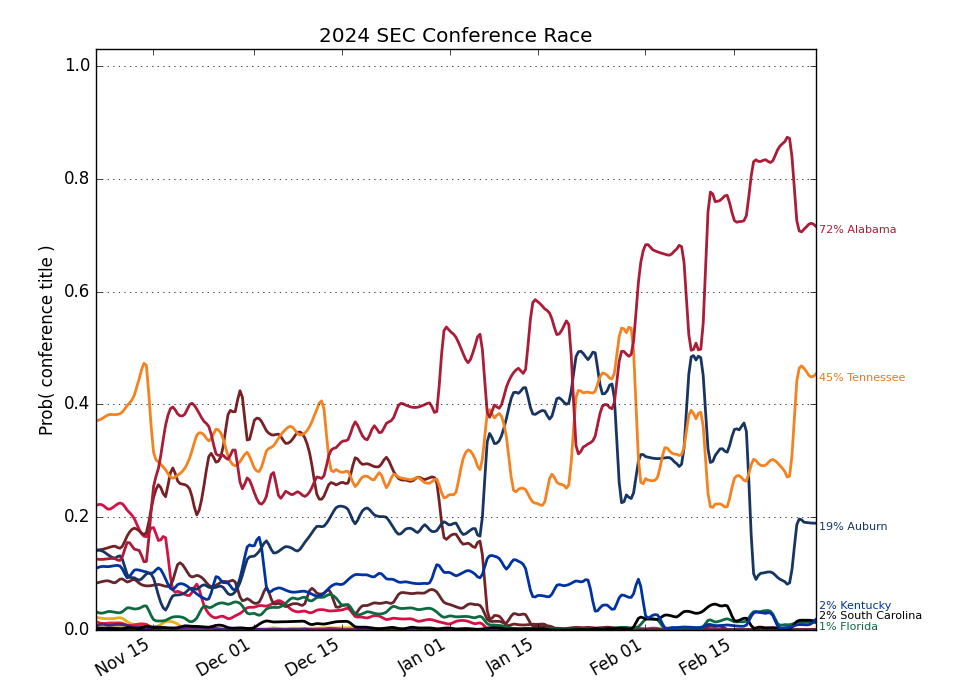 2024 SEC Conference Race
Prob( conference title )
1.0
0.8
0.6
0.4
0.2
0.0
72% Alabama
45% Tennessee
19% Auburn
2% Kentucky
2% South Carolina
1% Florida
Nov 15
Dec 01
Dec 15
Jan 01
Jan 15
Feb 01
Feb 15